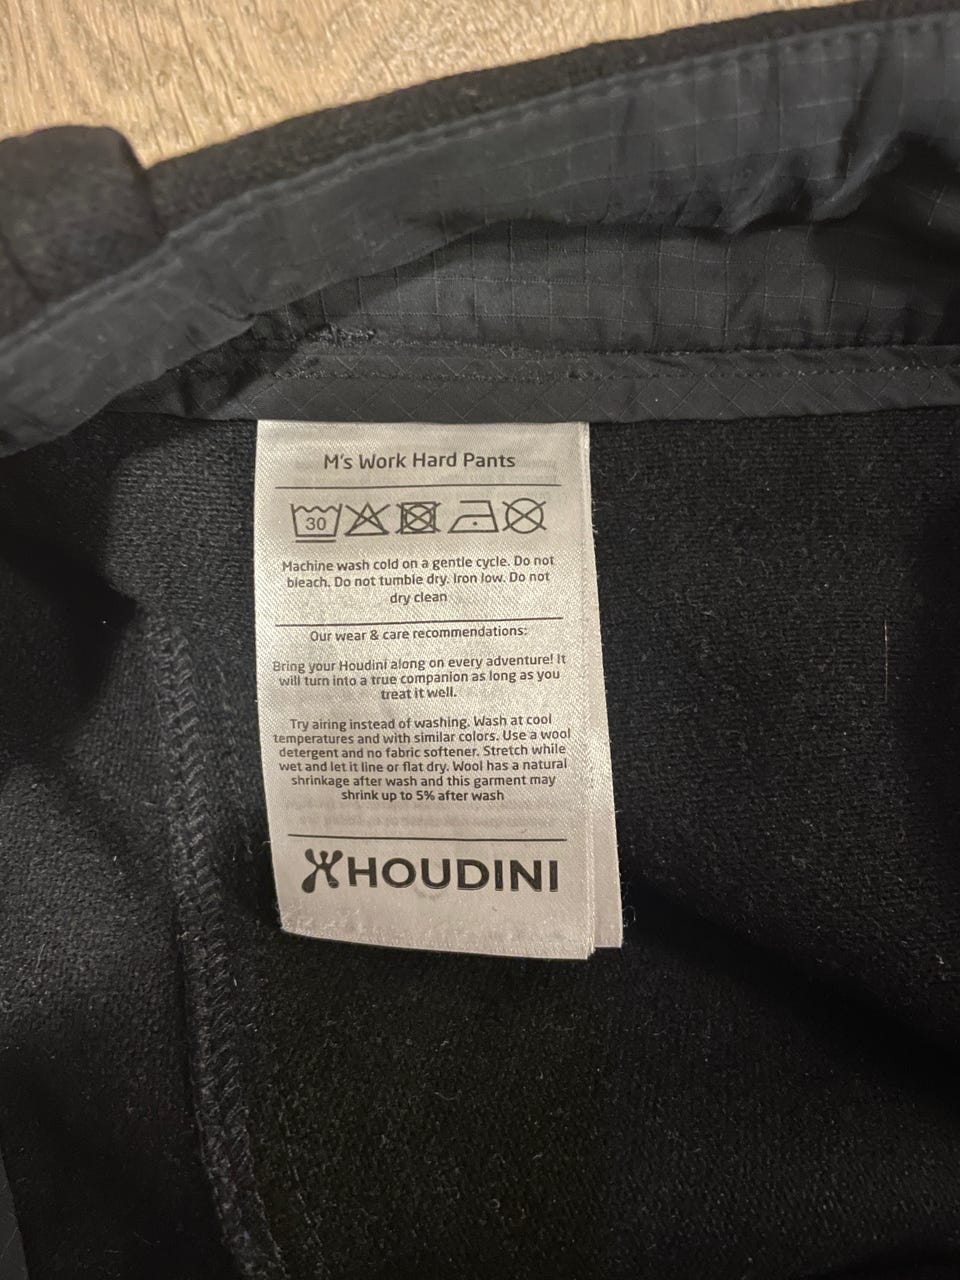 M's Work Hard Pants
30
Machine wash cold on a gentle cycle. Do not
bleach. Do not tumble dry. Iron low. Do not
dry clean
Our wear & care recommendations:
Bring your Houdini along on every adventure! It
will turn into a true companion as long as you
treat it well.
Try airing instead of washing. Wash at cool
temperatures and with similar colors. Use a wool
detergent and no fabric softener. Stretch while
wet and let it line or flat dry. Wool has a natural
shrinkage after wash and this garment may
shrink up to 5% after wash
HOUDINI